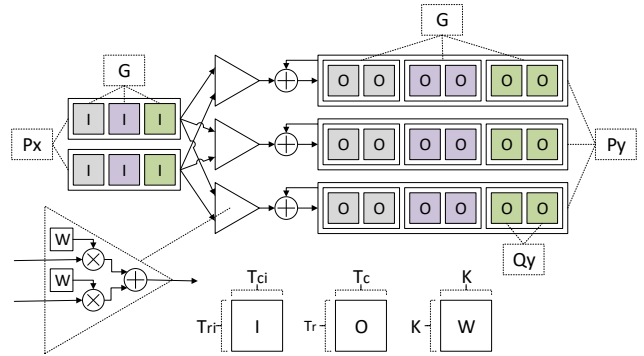 G
G
I I I
O O O O O O
Px
O O O O O O
Py
I I I
W
O O O O O O
W
Qy
Tci
Tc
K
Tri
I
Tr
O
K
W